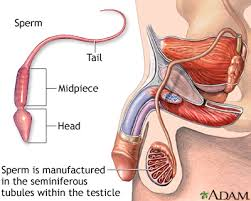 Sperm
Tail
Midpiece
Head
Sperm is manufactured
in the seminiferous
tubules within the testicle
ADAM